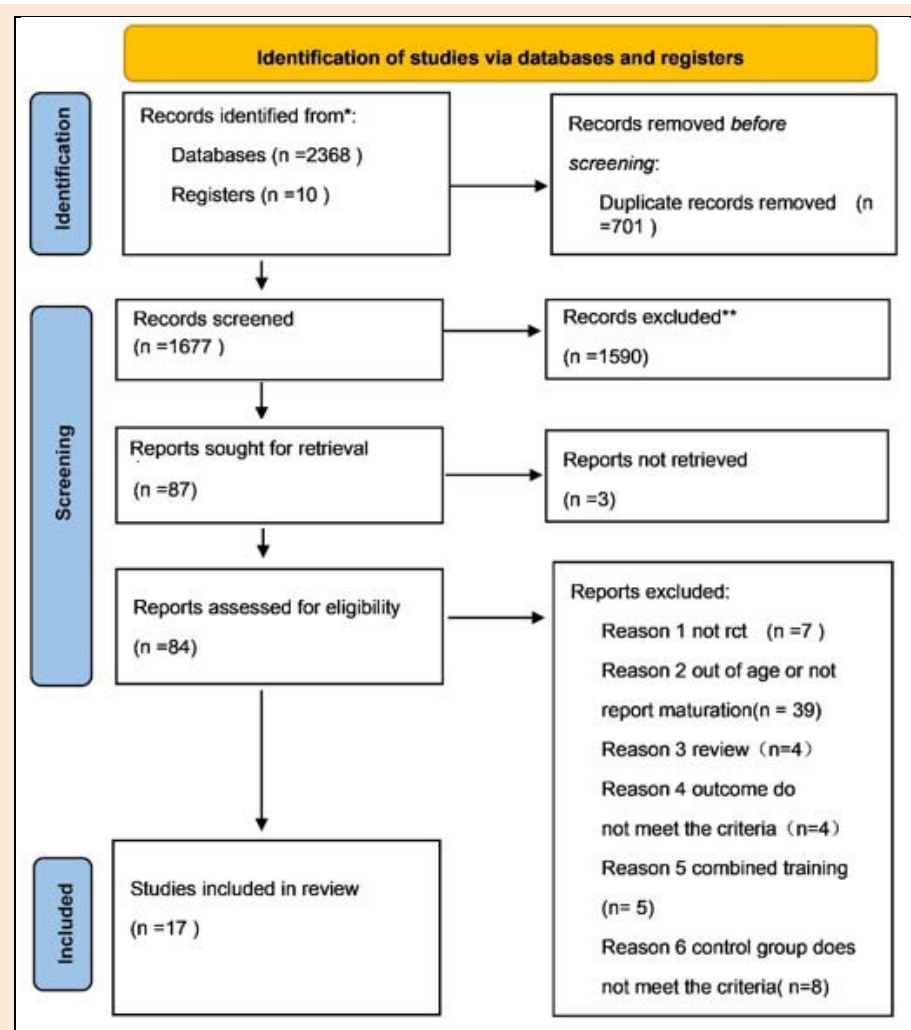 Identification of studies via databases and registers
Identification
Records identified from*:
Databases (n =2368 )
Registers (n =10 )
Records removed before
screening:
Duplicate records removed (n
=701 )
Screening
Records screened
(n =1677 )
Records excluded**
(n =1590)
Reports sought for retrieval
(n =87)
Reports not retrieved
(n =3)
Reports assessed for eligibility
(n =84)
Reports excluded:
Reason 1 not rct (n =7 )
Reason 2 out of age or not
report maturation(n = 39)
Reason 3 review（n=4）
Reason 4 outcome do
not meet the criteria（n=4）
Reason 5 combined training
(n= 5)
Reason 6 control group does
not meet the criteria( n=8)
Included
Studies included in review
(n =17 )